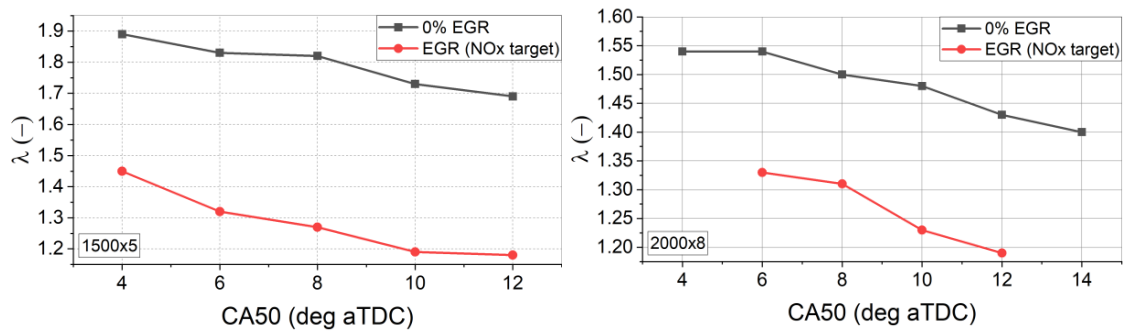 0% EGR
EGR (NOx target)
1.9
1.8
1.7
1.6
1.5
1.4
1.3
1.2
λ (−)
1500x5
4
6
8
10
12
CA50 (deg aTDC)
0% EGR
EGR (NOx target)
1.60
1.55
1.50
1.45
1.40
1.35
1.30
1.25
1.20
λ (−)
2000x8
4
6
8
10
12
14
CA50 (deg aTDC)